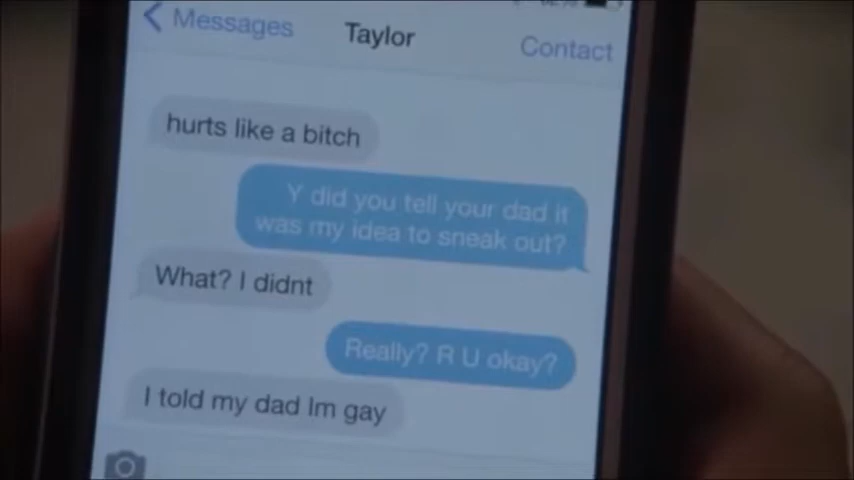 Messages Taylor Contact
hurts like a bitch
Y did you tell your dad it
was my idea to sneak out?
What? I didnt
Really? R U okay?
I told my dad Im gay